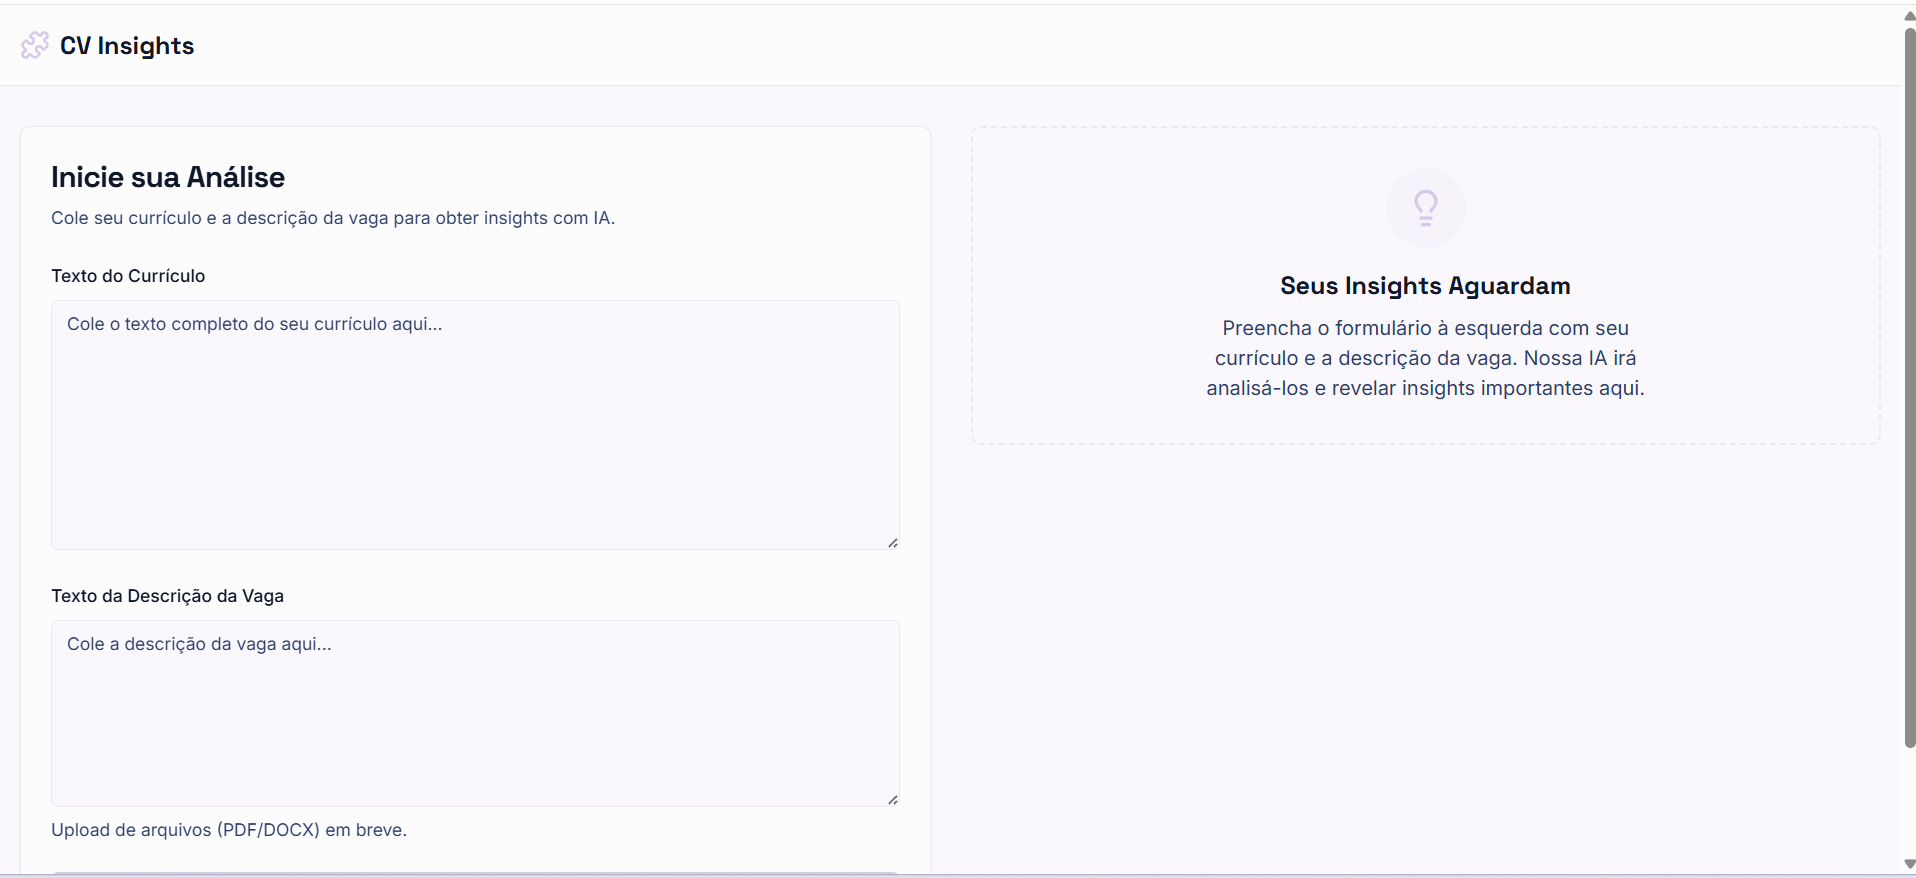 CV Insights
Inicie sua Análise
Cole seu currículo e a descrição da vaga para obter insights com IA.
Texto do Currículo
Cole o texto completo do seu currículo aqui...
Texto da Descrição da Vaga
Cole a descrição da vaga aqui...
Upload de arquivos (PDF/DOCX) em breve.
Seus Insights Aguardam
Preencha o formulário à esquerda com seu
currículo e a descrição da vaga. Nossa IA irá
analisá-los e revelar insights importantes aqui.